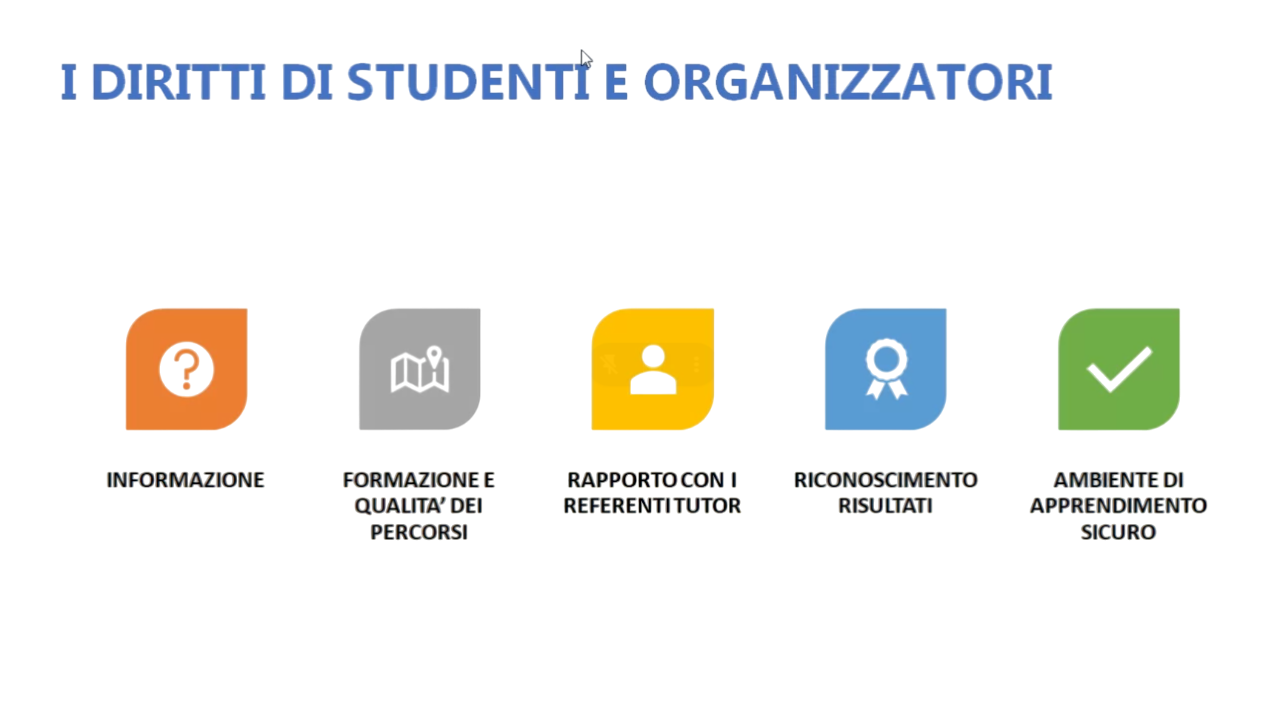 I DIRITTI DI STUDENTI E ORGANIZZATORI
INFORMAZIONE
FORMAZIONE E
QUALITA’ DEI
PERCORSI
RAPPORTO CON I
REFERENTI TUTOR
RICONOSCIMENTO
RISULTATI
AMBIENTE DI
APPRENDIMENTO
SICURO